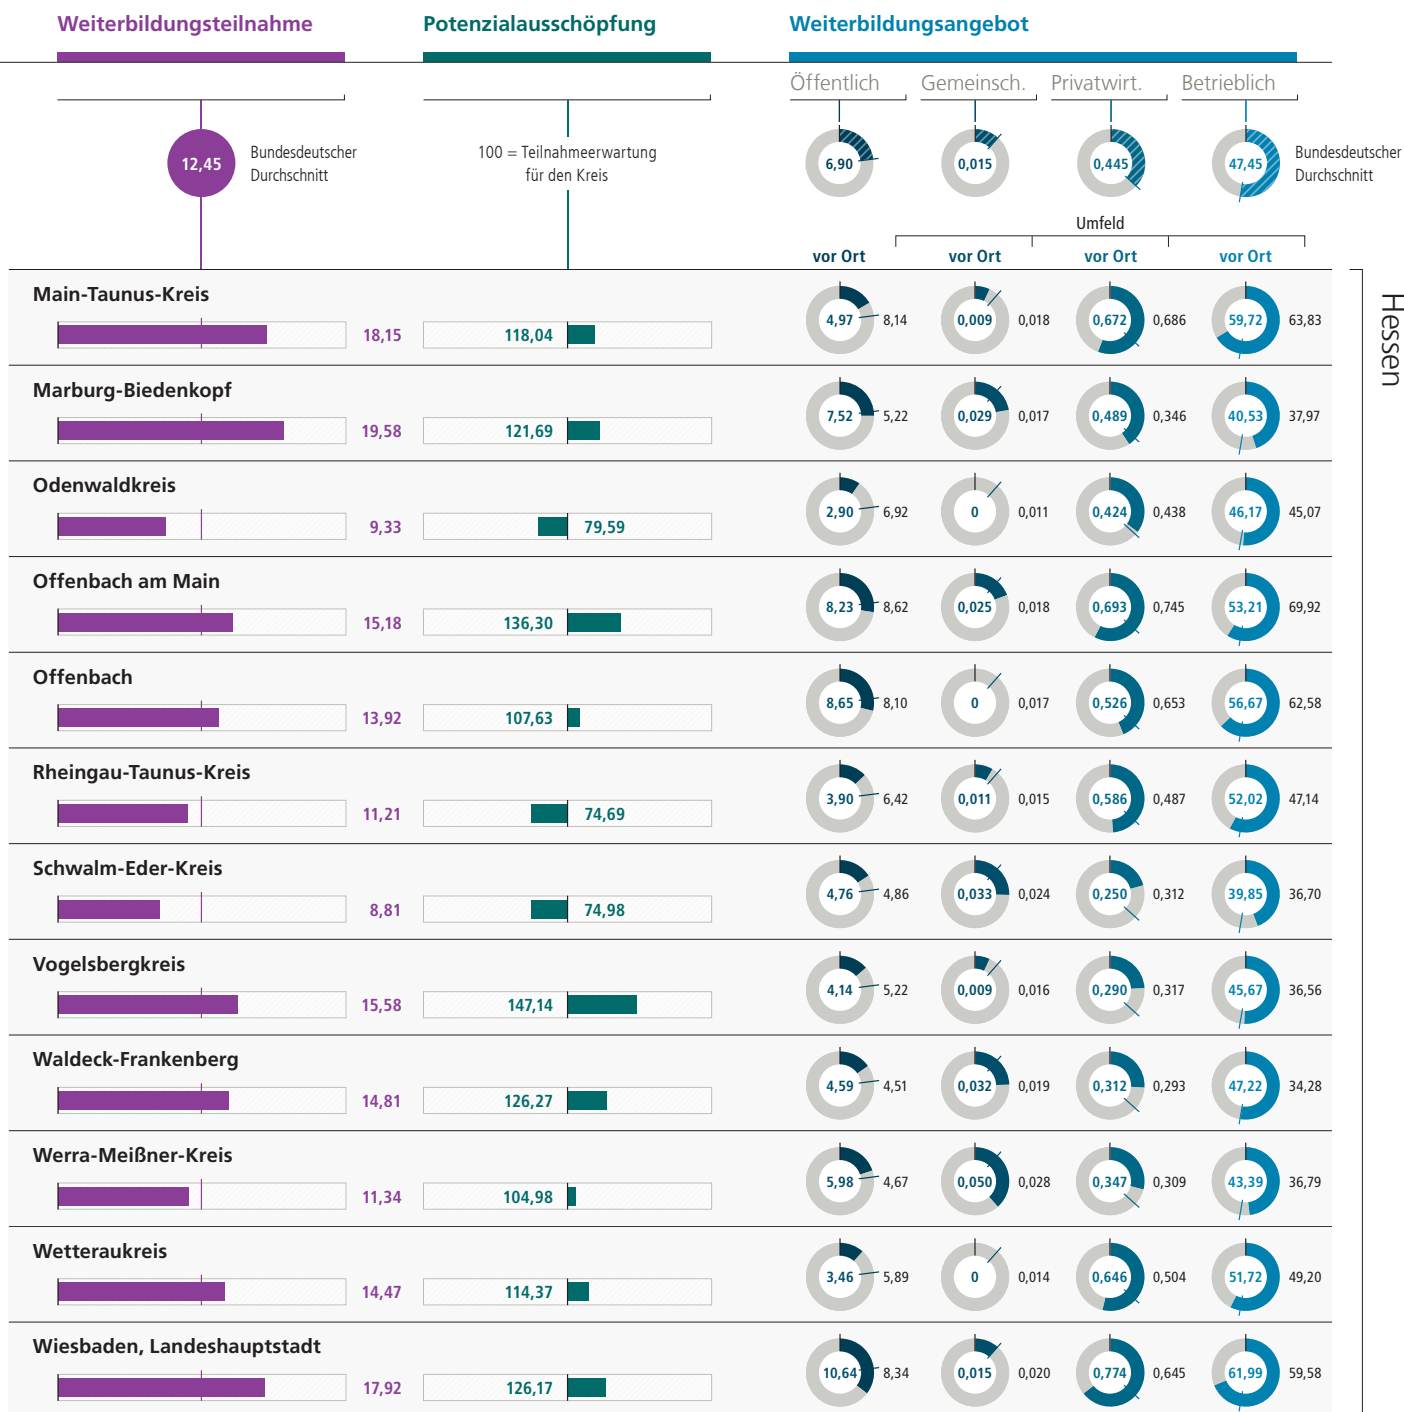 Weiterbildungsteilnahme Potenzialausschöpfung Weiterbildungsangebot
Öffentlich Gemeinsch. Privatwirt. Betrieblich
12,45 Bundesdeutscher Durchschnitt
100 = Teilnahmeerwartung für den Kreis
6,90 0,015 0,445 47,45 Bundesdeutscher Durchschnitt
Umfeld
vor Ort vor Ort vor Ort vor Ort
Hessen
Main-Taunus-Kreis
18,15 118,04 4,97 8,14 0,009 0,018 0,672 0,686 59,72 63,83
Marburg-Biedenkopf
19,58 121,69 7,52 5,22 0,029 0,017 0,489 0,346 40,53 37,97
Odenwaldkreis
9,33 79,59 2,90 6,92 0 0,011 0,424 0,438 46,17 45,07
Offenbach am Main
15,18 136,30 8,23 8,62 0,025 0,018 0,693 0,745 53,21 69,92
Offenbach
13,92 107,63 8,65 8,10 0 0,017 0,526 0,653 56,67 62,58
Rheingau-Taunus-Kreis
11,21 74,69 3,90 6,42 0,011 0,015 0,586 0,487 52,02 47,14
Schwalm-Eder-Kreis
8,81 74,98 4,76 4,86 0,033 0,024 0,250 0,312 39,85 36,70
Vogelsbergkreis
15,58 147,14 4,14 5,22 0,009 0,016 0,290 0,317 45,67 36,56
Waldeck-Frankenberg
14,81 126,27 4,59 4,51 0,032 0,019 0,312 0,293 47,22 34,28
Werra-Meißner-Kreis
11,34 104,98 5,98 4,67 0,050 0,028 0,347 0,309 43,39 36,79
Wetteraukreis
14,47 114,37 3,46 5,89 0 0,014 0,646 0,504 51,72 49,20
Wiesbaden, Landeshauptstadt
17,92 126,17 10,64 8,34 0,015 0,020 0,774 0,645 61,99 59,58